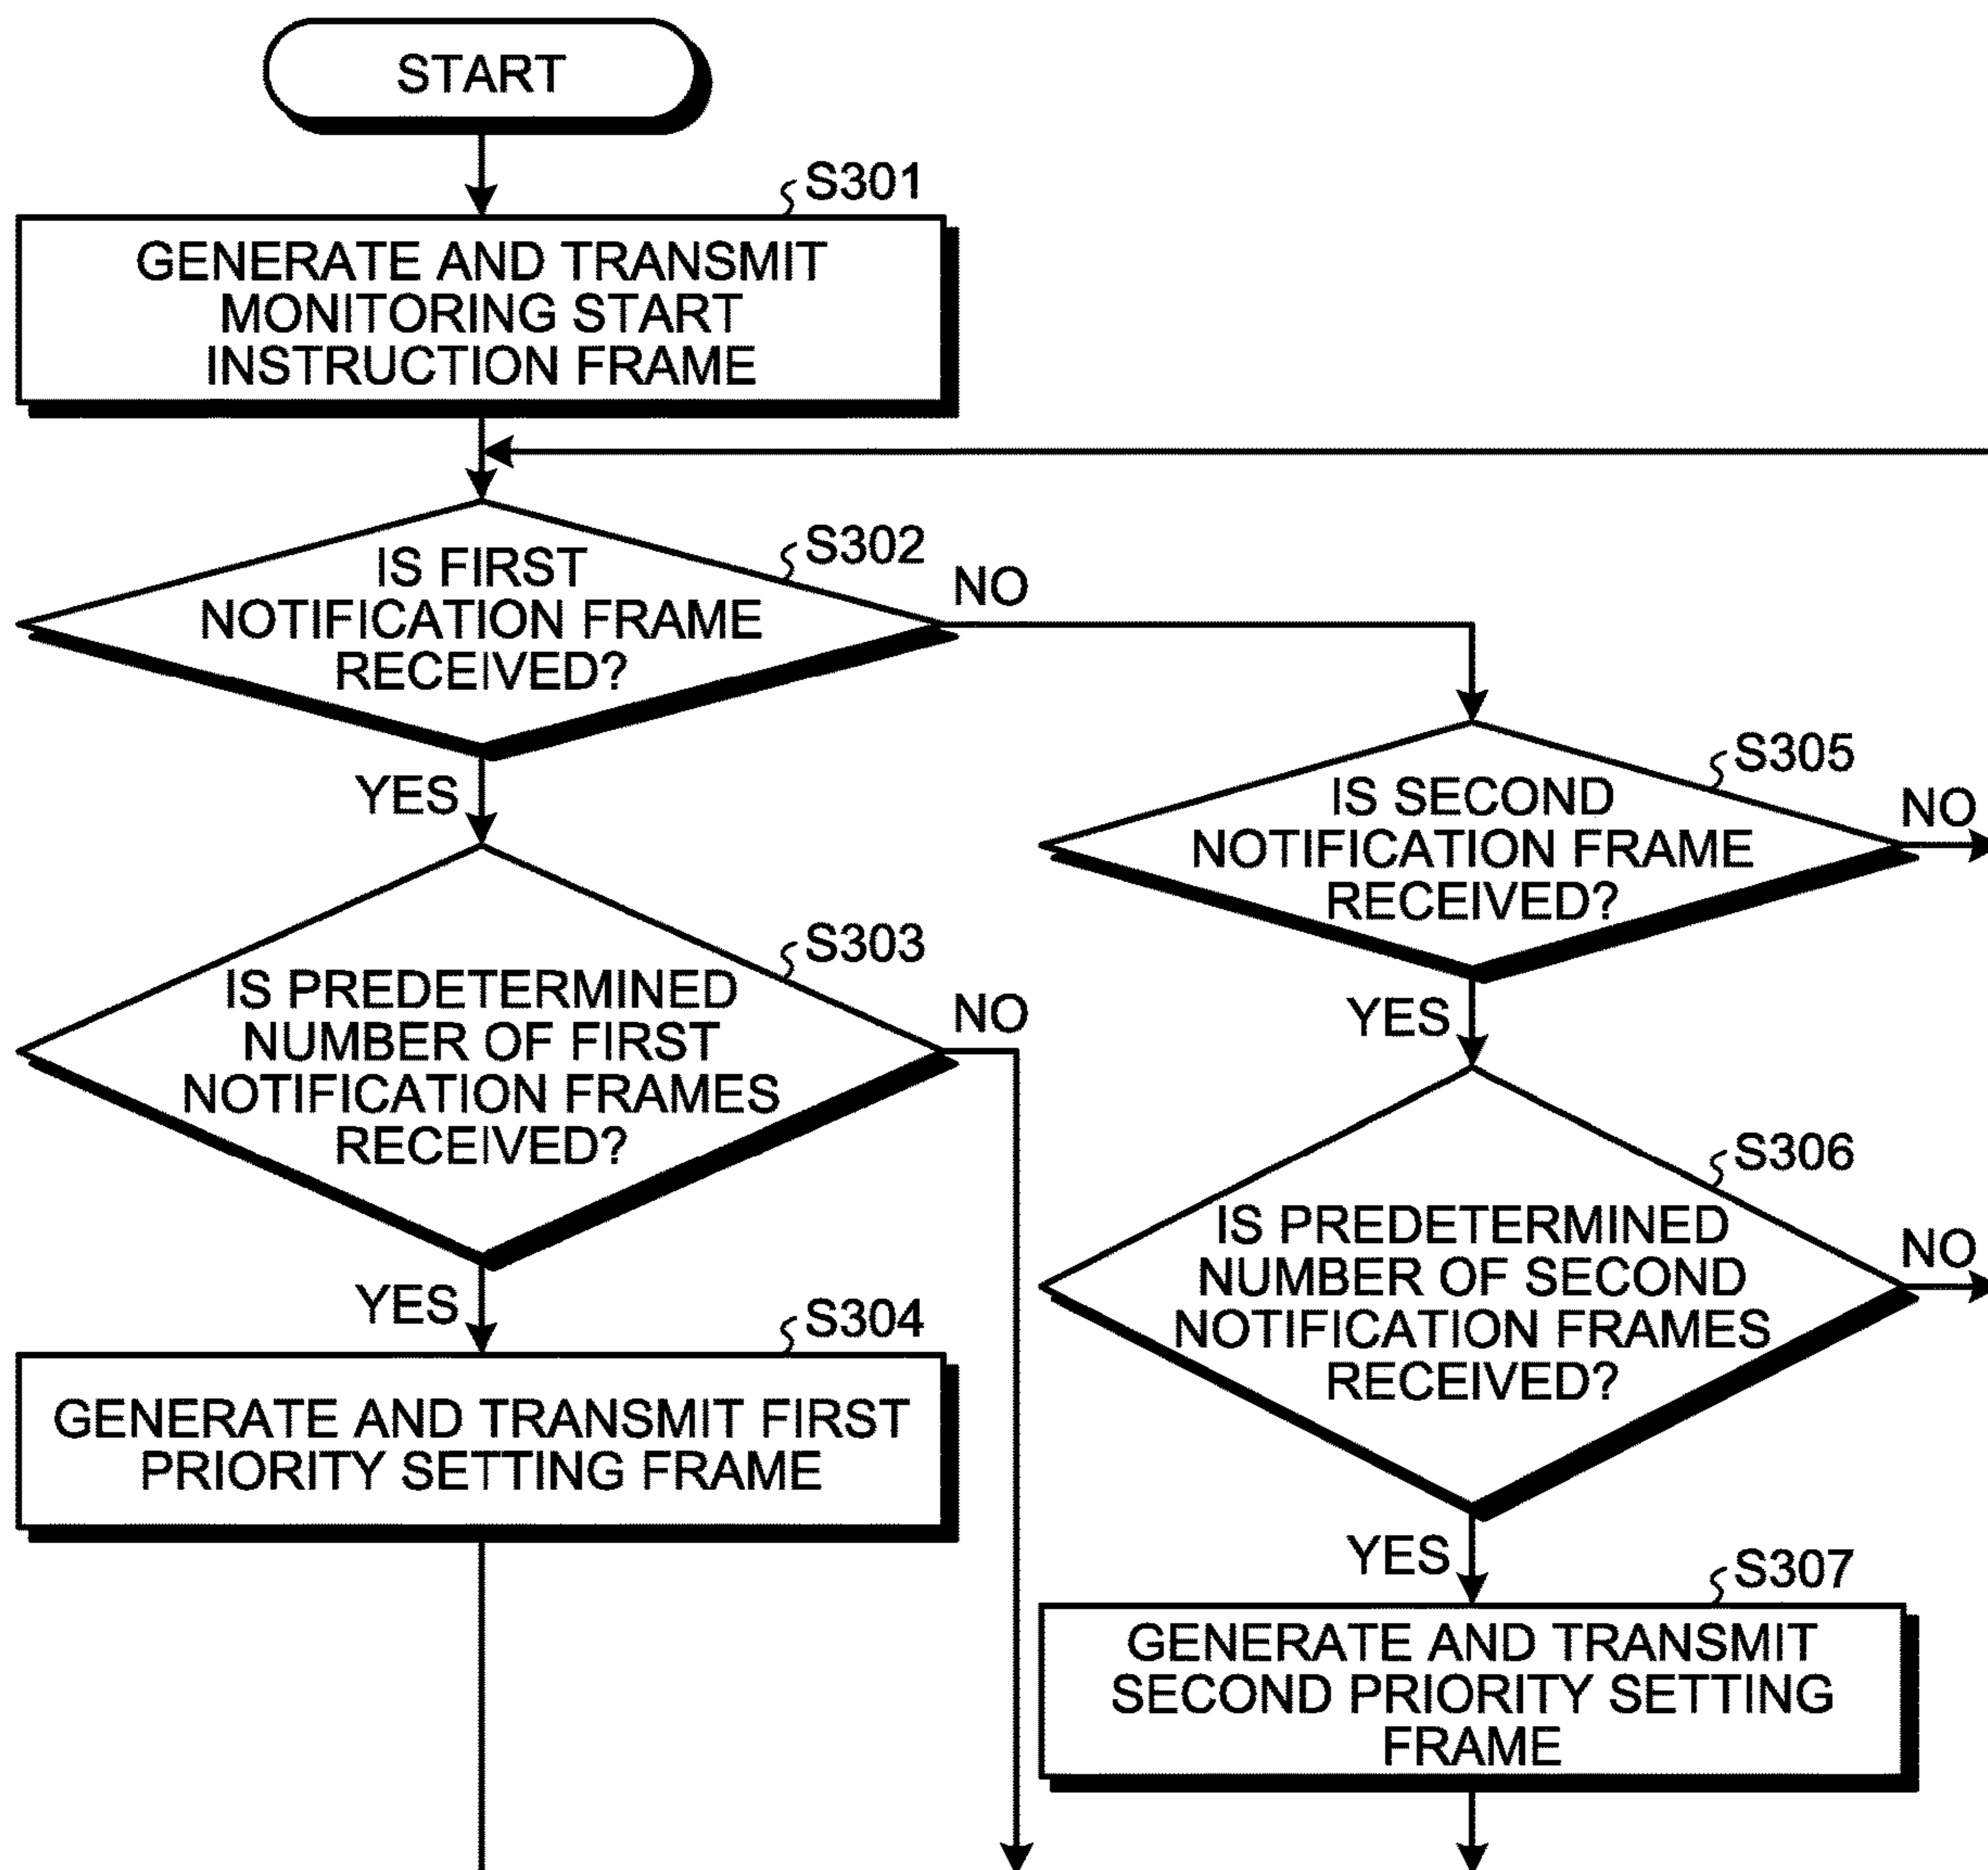 START
S301
GENERATE AND TRANSMIT
MONITORING START
INSTRUCTION FRAME
S302
IS FIRST
NOTIFICATION FRAME
RECEIVED?
NO
YES
S303
IS PREDETERMINED
NUMBER OF FIRST
NOTIFICATION FRAMES
RECEIVED?
NO
YES
S304
GENERATE AND TRANSMIT FIRST
PRIORITY SETTING FRAME
S305
IS SECOND
NOTIFICATION FRAME
RECEIVED?
NO
YES
S306
IS PREDETERMINED
NUMBER OF SECOND
NOTIFICATION FRAMES
RECEIVED?
NO
YES
S307
GENERATE AND TRANSMIT
SECOND PRIORITY SETTING
FRAME